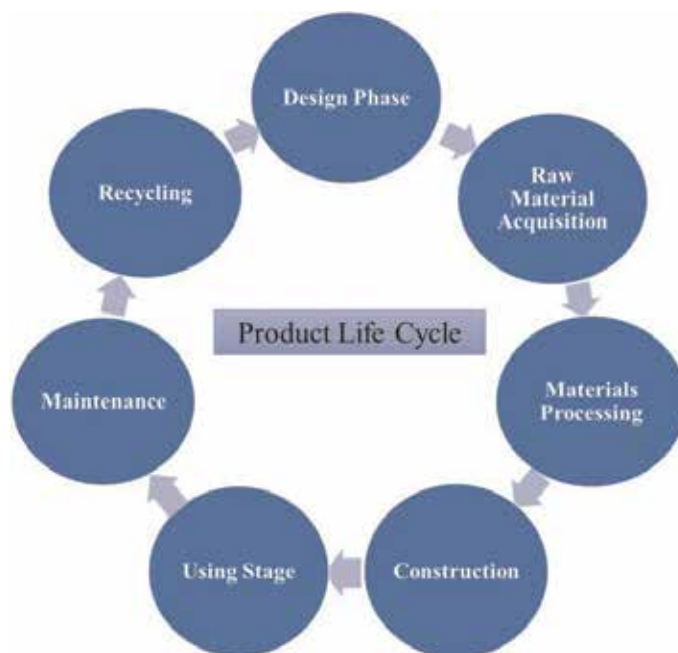 Design Phase
Raw
Material
Acquisition
Materials
Processing
Construction
Using Stage
Maintenance
Recycling
Product Life Cycle